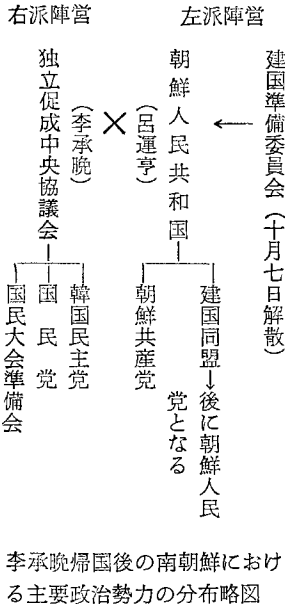 左派陣営
右派陣営
建国準備委員会(十月七日解散)
朝鮮人民共和国
(呂運亨)
建国同盟→後に朝鮮人民
党となる
朝鮮共産党
独立促成中央協議会
(李承晩)
韓国民主党
国民党
国民大会準備会
李承晩帰国後の南朝鮮におけ
る主要政治勢力の分布略図